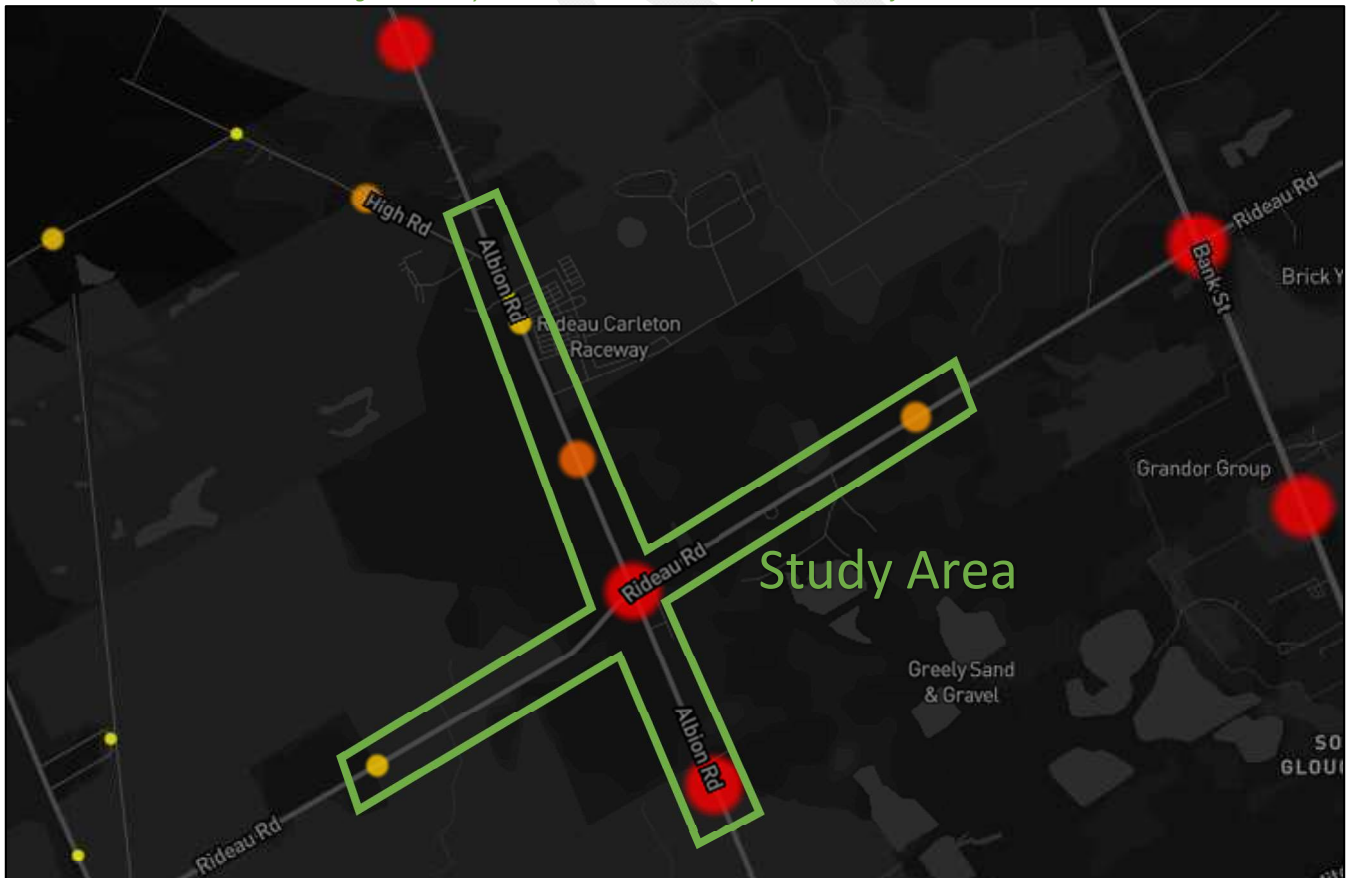 High Rd
Albion Rd
Rideau Carleton
Raceway
Rideau Rd
Bank St
Brick Y
Grandor Group
Rideau Rd
Study Area
Greely Sand
& Gravel
Albion Rd
SO
GLOU
Rideau Rd